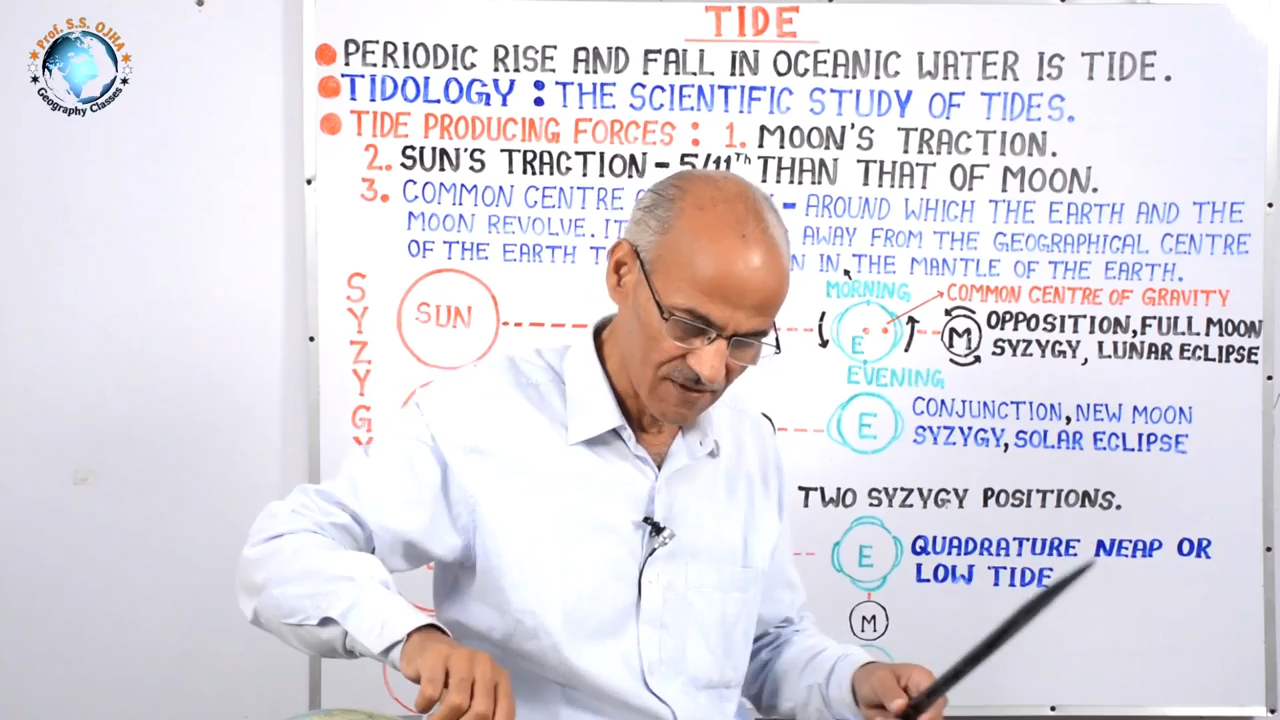 Prof. S.S. OJHA
Geography Classes
TIDE
PERIODIC RISE AND FALL IN OCEANIC WATER IS TIDE.
TIDOLOGY : THE SCIENTIFIC STUDY OF TIDES.
TIDE PRODUCING FORCES : 1. MOON'S TRACTION.
2. SUN'S TRACTION - 5/11Th THAN THAT OF MOON.
3. COMMON CENTRE - AROUND WHICH THE EARTH AND THE
MOON REVOLVE. IT AWAY FROM THE GEOGRAPHICAL CENTRE
OF THE EARTH IN THE MANTLE OF THE EARTH.
SYZYGY
SUN
MORNING
COMMON CENTRE OF GRAVITY
E
M
OPPOSITION, FULL MOON
SYZYGY, LUNAR ECLIPSE
EVENING
E
CONJUNCTION, NEW MOON
SYZYGY, SOLAR ECLIPSE
TWO SYZYGY POSITIONS.
E
QUADRATURE NEAP OR
LOW TIDE
M